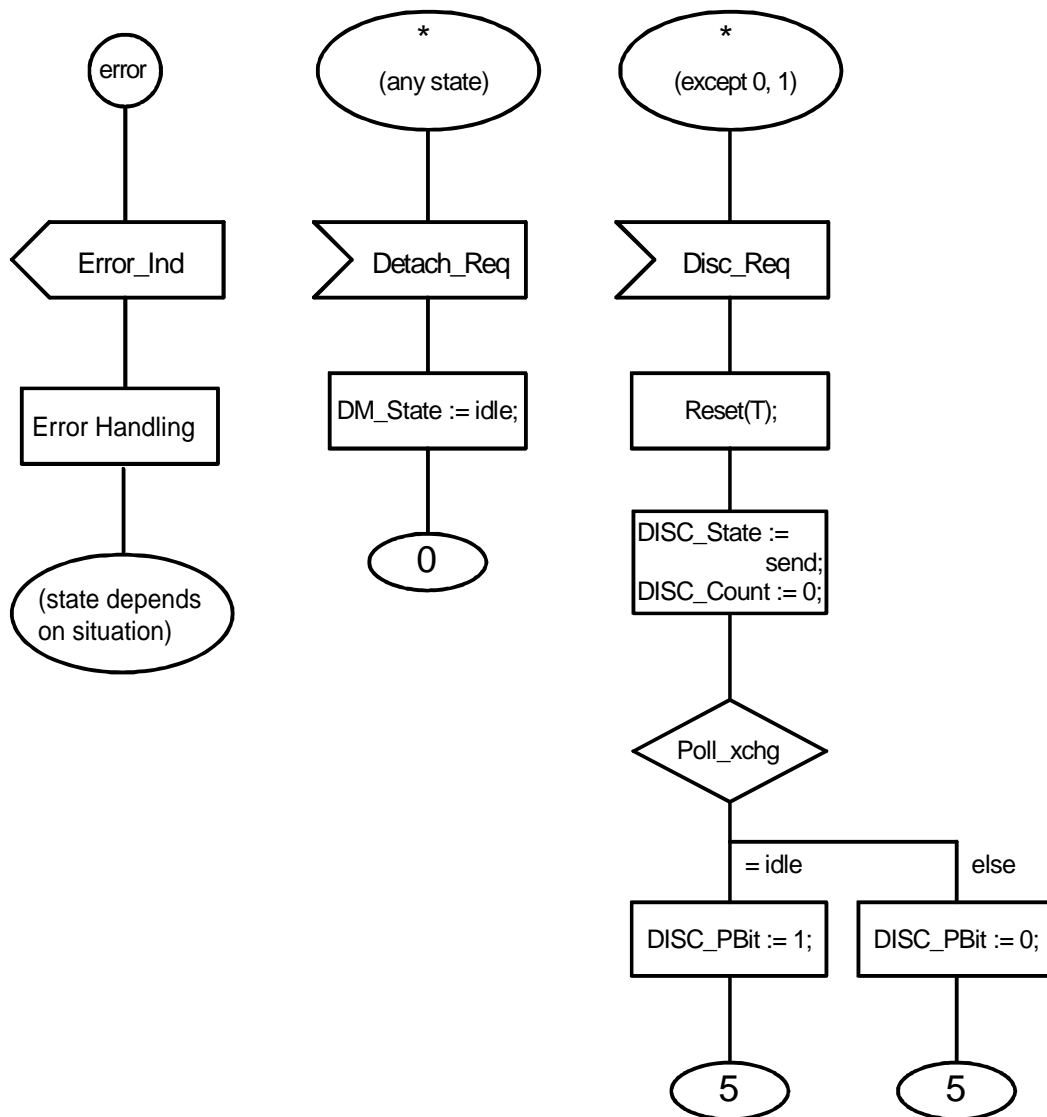 error
Error_Ind
Error Handling
(state depends
on situation)
*
(any state)
Detach_Req
DM_State := idle;
0
*
(except 0, 1)
Disc_Req
Reset(T);
DISC_State :=
send;
DISC_Count := 0;
Poll_xchg
= idle
else
DISC_PBit := 1;
DISC_PBit := 0;
5
5